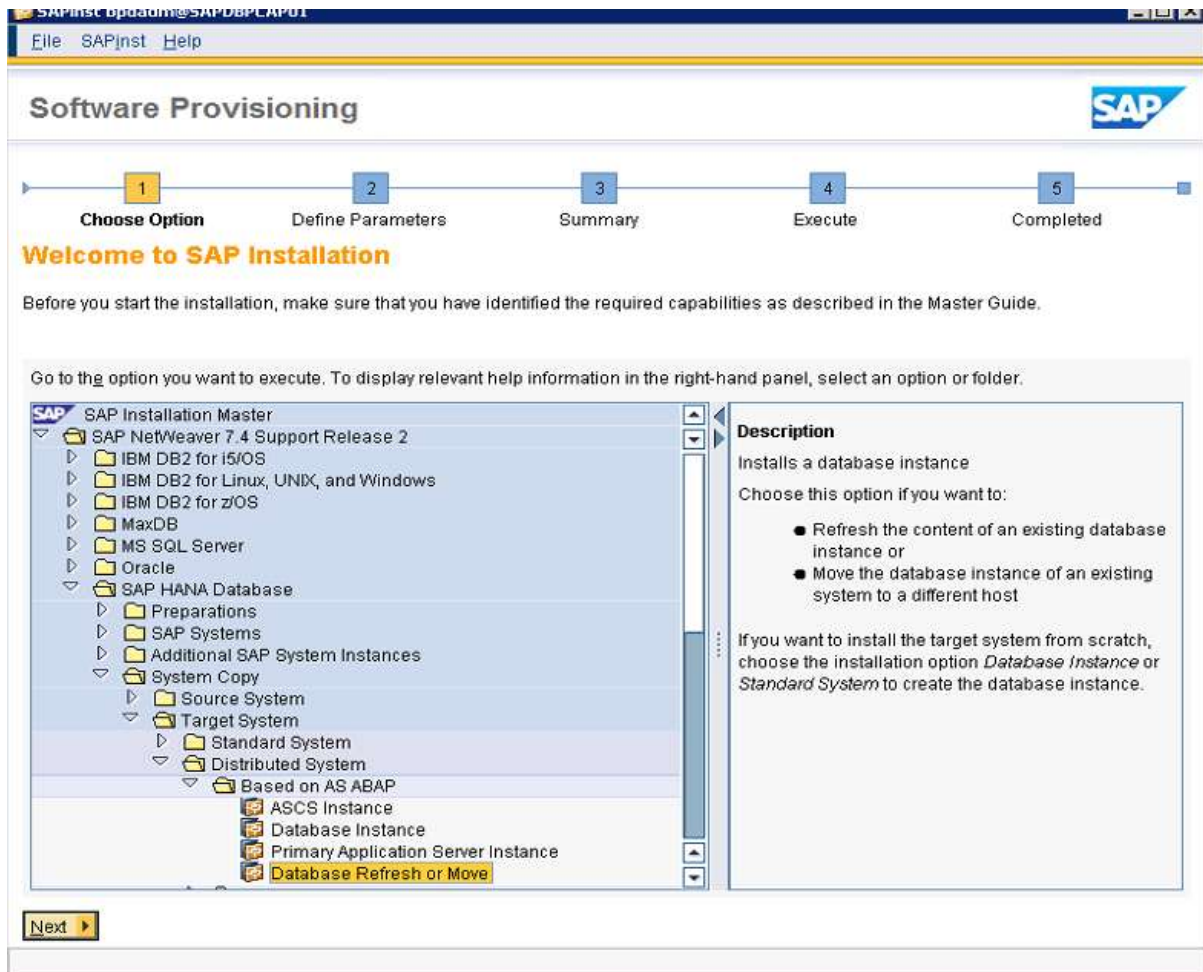 SAPinst bpdadm@SAPDBPLAP01
File SAPinst Help
Software Provisioning
SAP
1 2 3 4 5
Choose Option Define Parameters Summary Execute Completed
Welcome to SAP Installation
Before you start the installation, make sure that you have identified the required capabilities as described in the Master Guide.
Go to the option you want to execute. To display relevant help information in the right-hand panel, select an option or folder.
SAP SAP Installation Master
SAP NetWeaver 7.4 Support Release 2
IBM DB2 for i5/OS
IBM DB2 for Linux, UNIX, and Windows
IBM DB2 for z/OS
MaxDB
MS SQL Server
Oracle
SAP HANA Database
Preparations
SAP Systems
Additional SAP System Instances
System Copy
Source System
Target System
Standard System
Distributed System
Based on AS ABAP
ASCS Instance
Database Instance
Primary Application Server Instance
Database Refresh or Move
Description
Installs a database instance
Choose this option if you want to:
Refresh the content of an existing database
instance or
Move the database instance of an existing
system to a different host
If you want to install the target system from scratch,
choose the installation option Database Instance or
Standard System to create the database instance.
Next